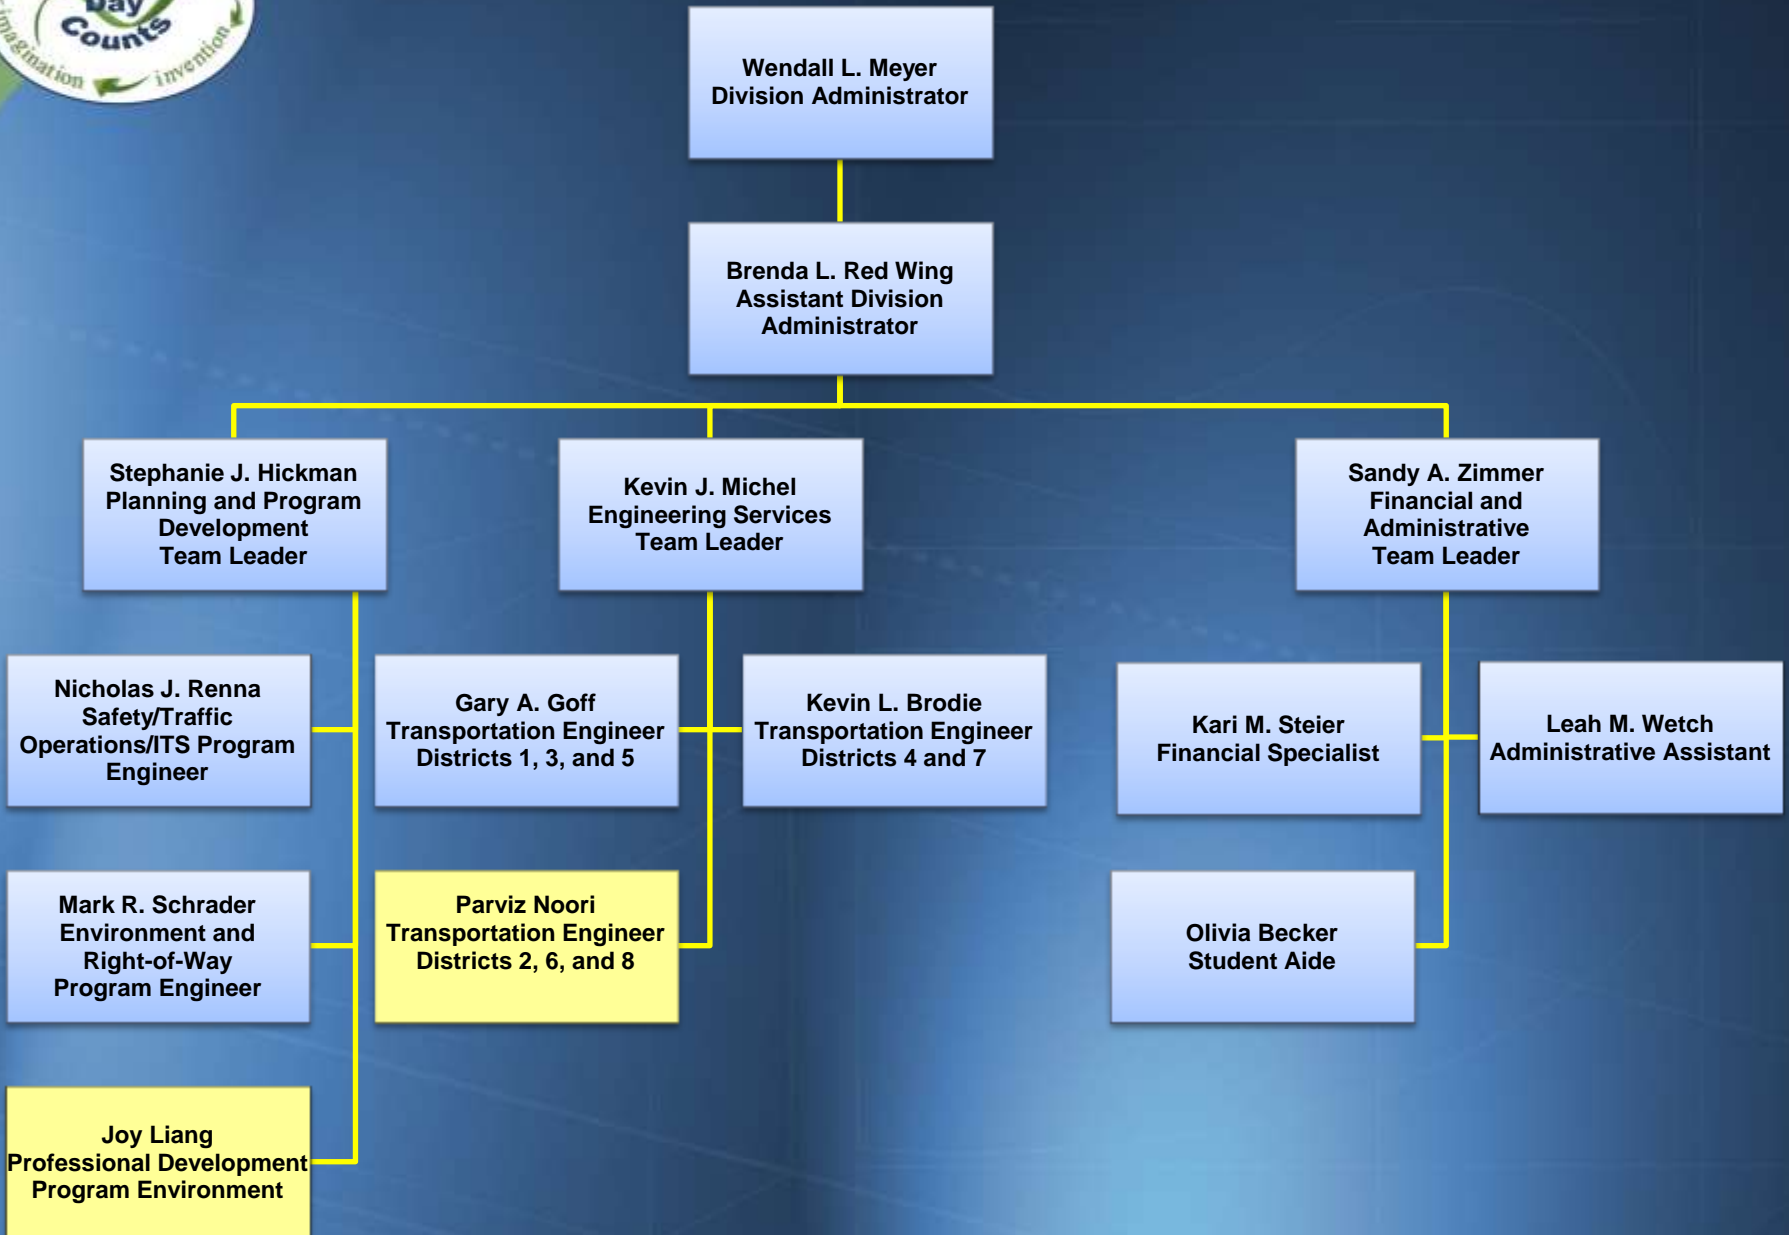 Day
Counts
imagination
invention
Wendall L. Meyer
Division Administrator
Brenda L. Red Wing
Assistant Division
Administrator
Stephanie J. Hickman
Planning and Program
Development
Team Leader
Kevin J. Michel
Engineering Services
Team Leader
Sandy A. Zimmer
Financial and
Administrative
Team Leader
Nicholas J. Renna
Safety/Traffic
Operations/ITS Program
Engineer
Gary A. Goff
Transportation Engineer
Districts 1, 3, and 5
Kevin L. Brodie
Transportation Engineer
Districts 4 and 7
Kari M. Steier
Financial Specialist
Leah M. Wetch
Administrative Assistant
Mark R. Schrader
Environment and
Right-of-Way
Program Engineer
Parviz Noori
Transportation Engineer
Districts 2, 6, and 8
Olivia Becker
Student Aide
Joy Liang
Professional Development
Program Environment